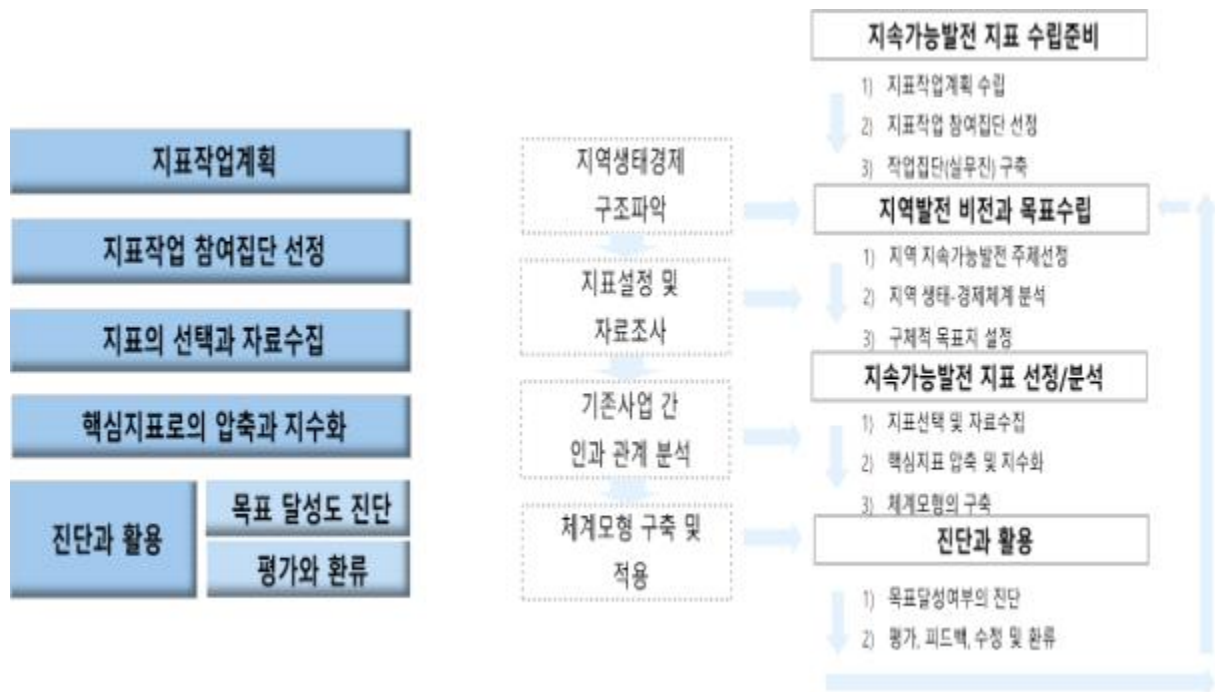 지표작업계획
지표작업 참여집단 선정
지표의 선택과 자료수집
핵심지표로의 압축과 지수화
진단과 활용
목표 달성도 진단
평가와 환류
지역생태경제
구조파악
지표설정 및
자료조사
기존사업 간
인과 관계 분석
체계모형 구축 및
적용
지속가능발전 지표 수립준비
1) 지표작업계획 수립
2) 지표작업 참여집단 선정
3) 작업집단(실무진) 구축
지역발전 비전과 목표수립
1) 지역 지속가능발전 주제선정
2) 지역 생태-경제체계 분석
3) 구체적 목표치 설정
지속가능발전 지표 선정/분석
1) 지표선택 및 자료수집
2) 핵심지표 압축 및 지수화
3) 체계모형의 구축
진단과 활용
1) 목표달성여부의 진단
2) 평가, 피드백, 수정 및 환류